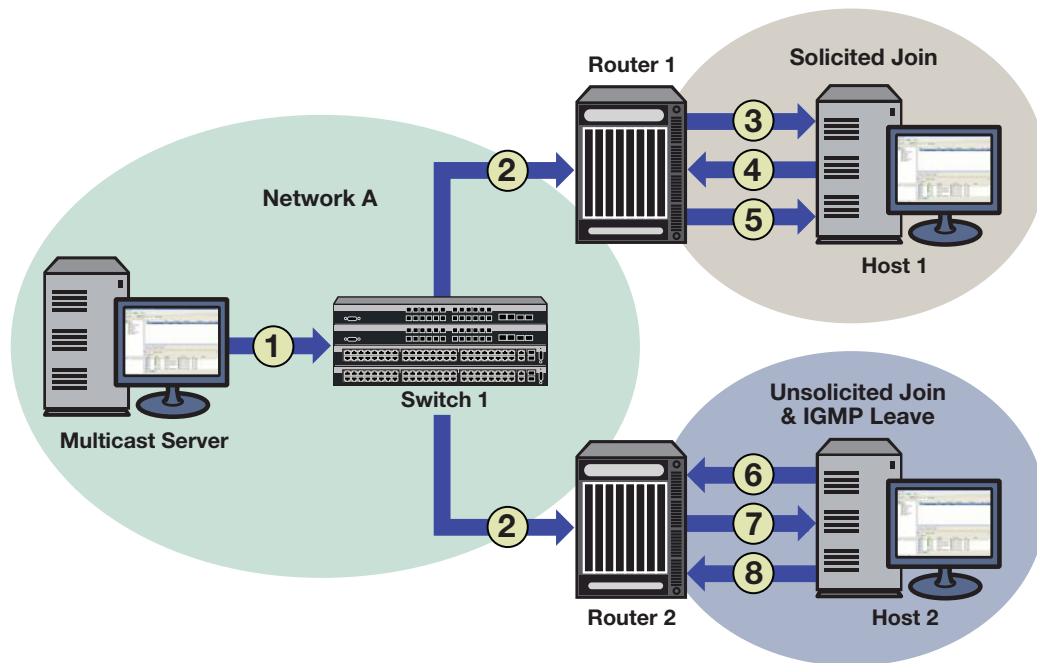 Router 1
Solicited Join
3
2
4
Network A
5
Host 1
1
Switch 1
Multicast Server
Unsolicited Join
& IGMP Leave
6
2
7
8
Router 2
Host 2